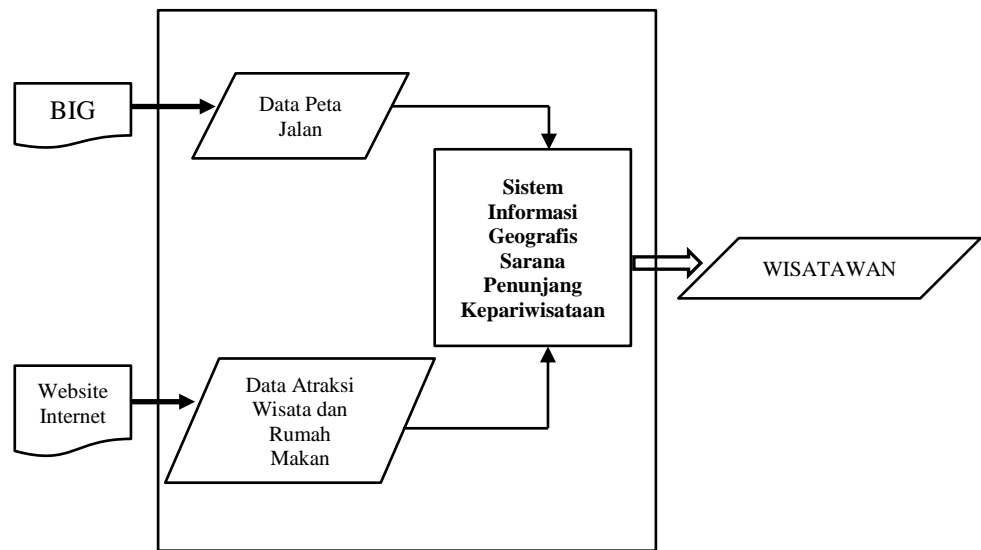 BIG
Data Peta
Jalan
Sistem
Informasi
Geografis
Sarana
Penunjang
Kepariwisataan
WISATAWAN
Website
Internet
Data Atraksi
Wisata dan
Rumah
Makan